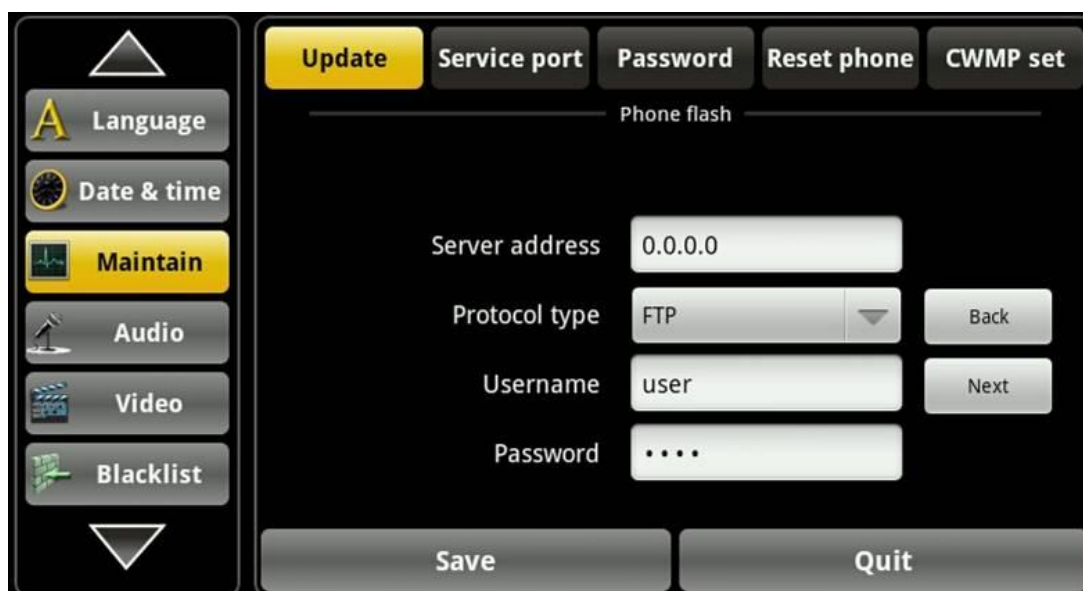 Update Service port Password Reset phone CWMP set
Phone flash
Language
Date & time
Maintain
Audio
Video
Blacklist
Server address 0.0.0.0
Protocol type FTP Back
Username user Next
Password ••••
Save Quit